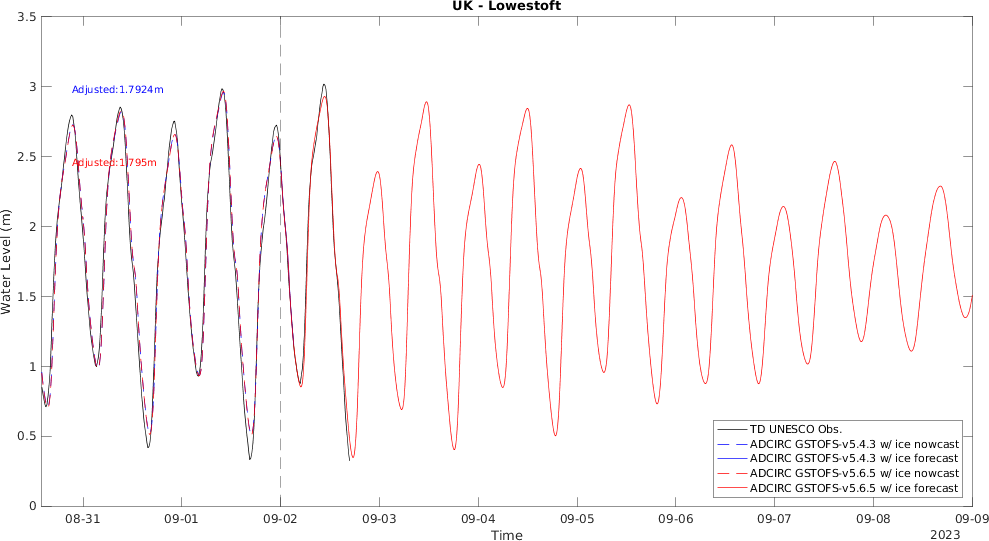 UK - Lowestoft
3.5
3
2.5
2
1.5
1
0.5
0
Water Level (m)
Adjusted:1.7924m
Adjusted:1.795m
TD UNESCO Obs.
ADCIRC GSTOFS-v5.4.3 w/ ice nowcast
ADCIRC GSTOFS-v5.4.3 w/ ice forecast
ADCIRC GSTOFS-v5.6.5 w/ ice nowcast
ADCIRC GSTOFS-v5.6.5 w/ ice forecast
08-31 09-01 09-02 09-03 09-04 09-05 09-06 09-07 09-08 09-09
Time
2023